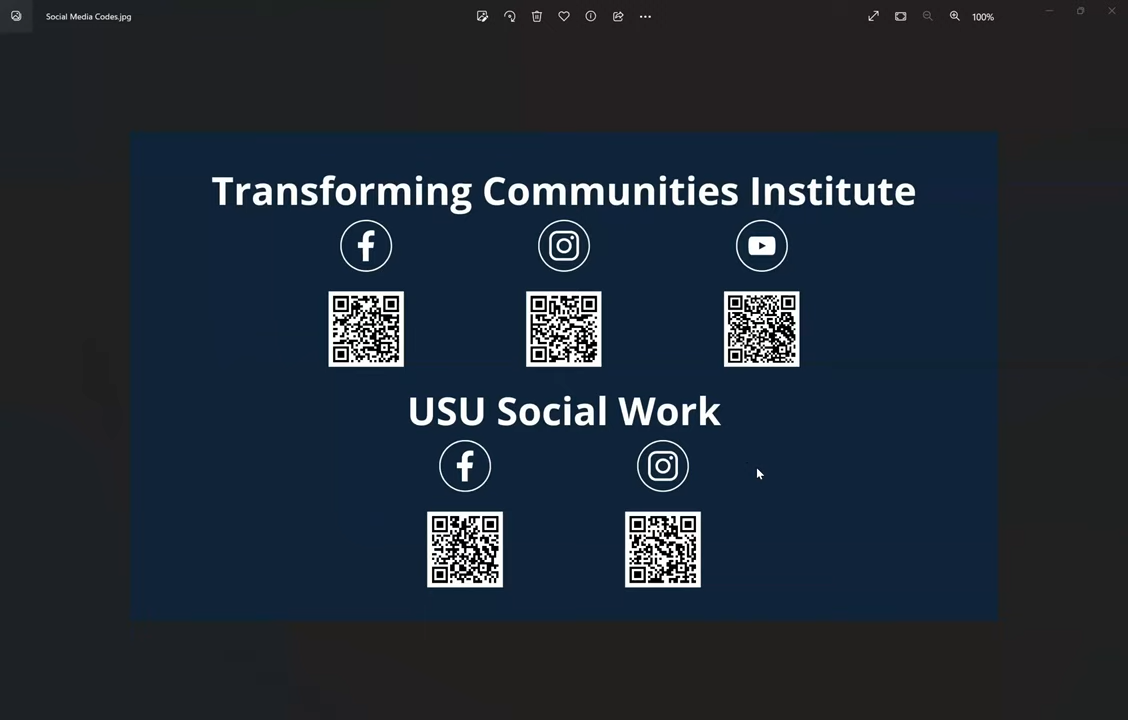 Social Media Codes.jpg
100%
Transforming Communities Institute
USU Social Work